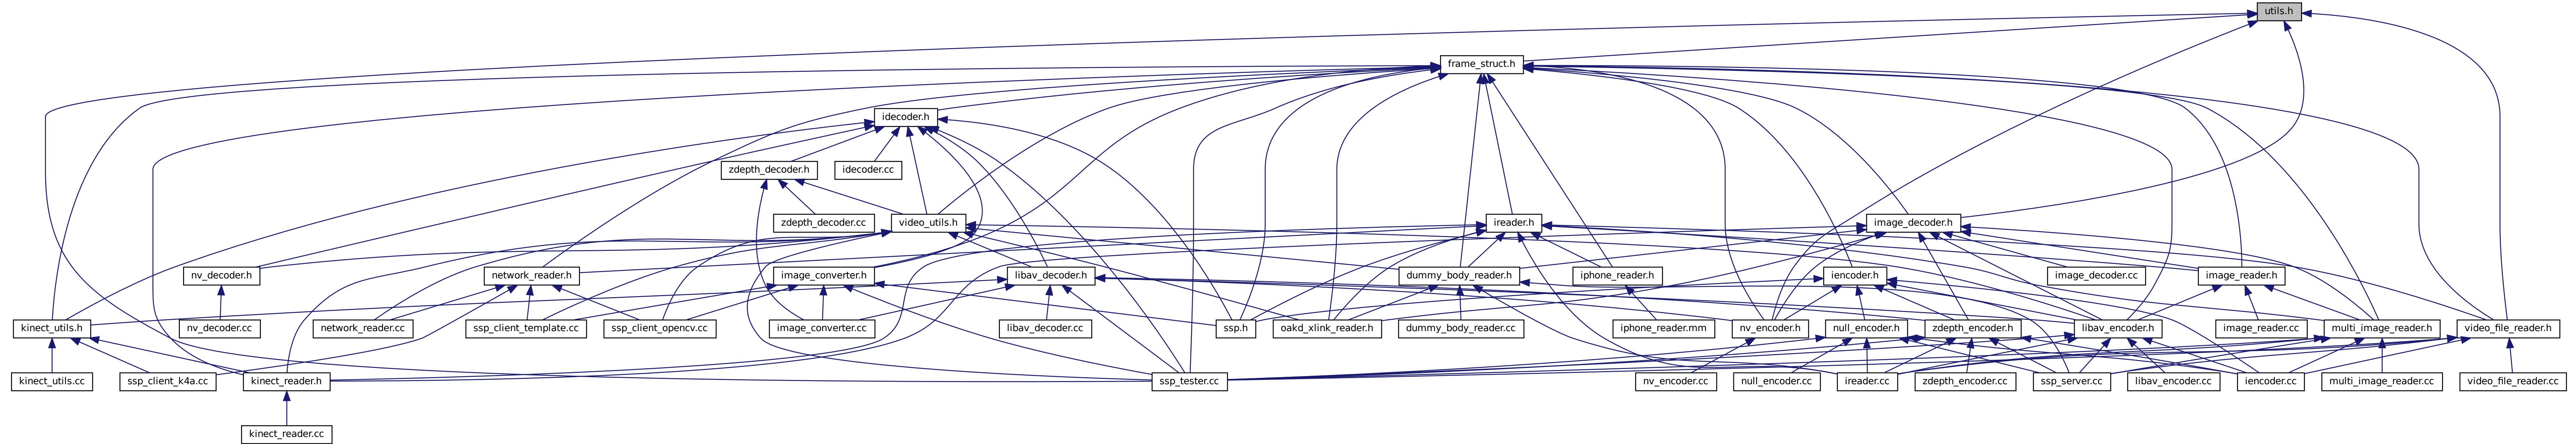 utils.h
frame_struct.h
idecoder.h
zdepth_decoder.h
idecoder.cc
zdepth_decoder.cc
video_utils.h
ireader.h
image_decoder.h
nv_decoder.h
network_reader.h
image_converter.h
libav_decoder.h
dummy_body_reader.h
iphone_reader.h
iencoder.h
image_decoder.cc
image_reader.h
kinect_utils.h
nv_decoder.cc
network_reader.cc
ssp_client_template.cc
ssp_client_opencv.cc
image_converter.cc
libav_decoder.cc
ssp.h
oakd_xlink_reader.h
dummy_body_reader.cc
iphone_reader.mm
nv_encoder.h
null_encoder.h
zdepth_encoder.h
libav_encoder.h
image_reader.cc
multi_image_reader.h
video_file_reader.h
kinect_utils.cc
ssp_client_k4a.cc
kinect_reader.h
ssp_tester.cc
nv_encoder.cc
null_encoder.cc
ireader.cc
zdepth_encoder.cc
ssp_server.cc
libav_encoder.cc
iencoder.cc
multi_image_reader.cc
video_file_reader.cc
kinect_reader.cc